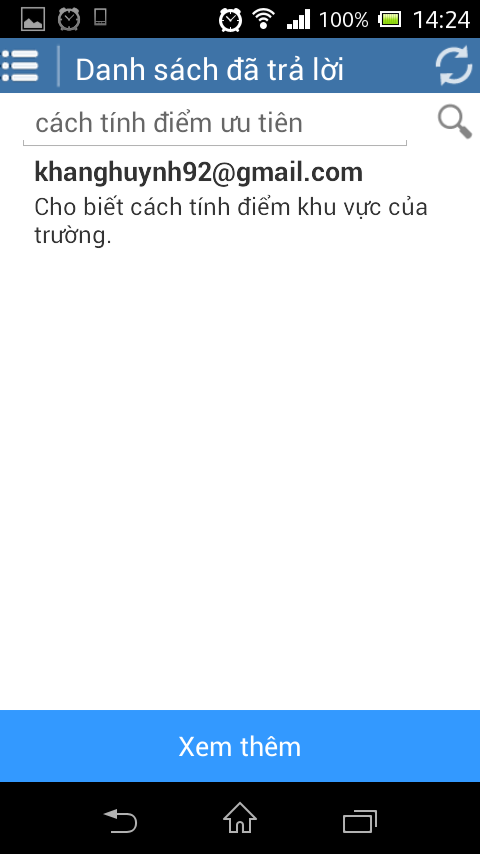 100% 14:24
Danh sách đã trả lời
cách tính điểm ưu tiên
khanghuynh92@gmail.com
Cho biết cách tính điểm khu vực của
trường.
Xem thêm